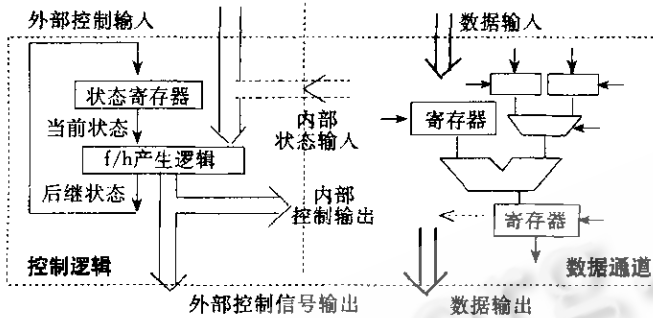 外部控制输入
数据输入
状态寄存器
当前状态
内部
状态输入
寄存器
f/h产生逻辑
后继状态
内部
控制输出
寄存器
控制逻辑
数据通道
外部控制信号输出
数据输出